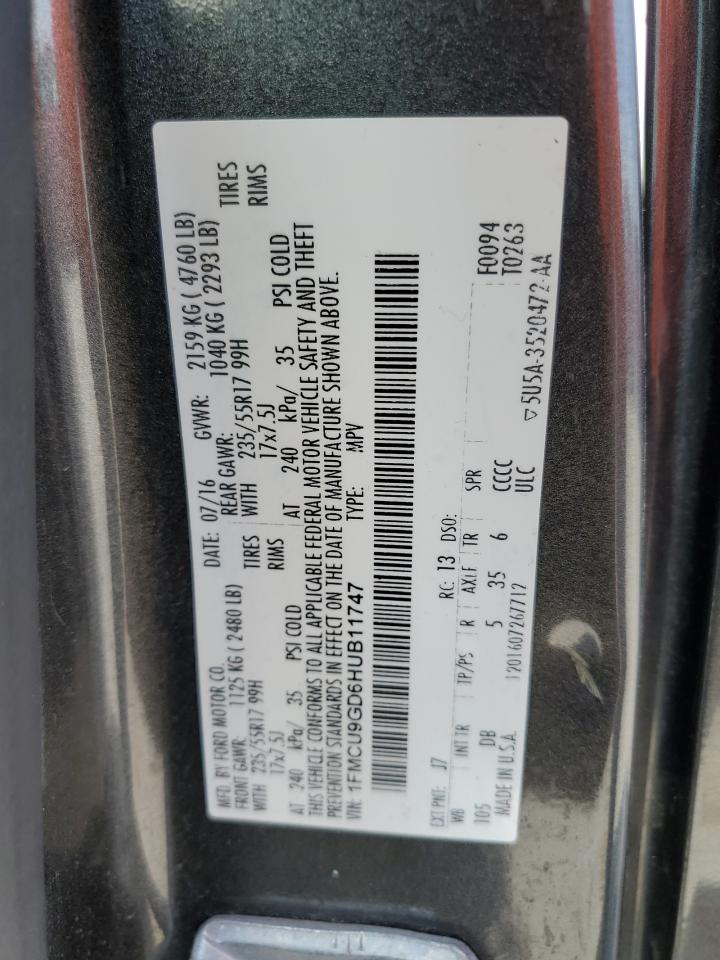 MFD. BY FORD MOTOR CO.
DATE: 07/16 GVWR: 2159 KG ( 4760 LB)
FRONT GAWR: 1125 KG ( 2480 LB) REAR GAWR: 1040 KG ( 2293 LB)
WITH 235/55R17 99H TIRES WITH 235/55R17 99H TIRES
17x7.5J RIMS 17x7.5J RIMS
AT 240 kPa/ 35 PSI COLD AT 240 kPa/ 35 PSI COLD
THIS VEHICLE CONFORMS TO ALL APPLICABLE FEDERAL MOTOR VEHICLE SAFETY AND THEFT
PREVENTION STANDARDS IN EFFECT ON THE DATE OF MANUFACTURE SHOWN ABOVE.
VIN: 1FMCU9GD6HUB11747 TYPE: MPV
EXT PNT: J7 RC: 13 DSO: F0094
WB INT TR TP/PS R AXLE TR SPR T0263
105 DB 5 35 6 CCCC
MADE IN U.S.A. 1201607267712 ULC
▽5U5A-3520472-AA